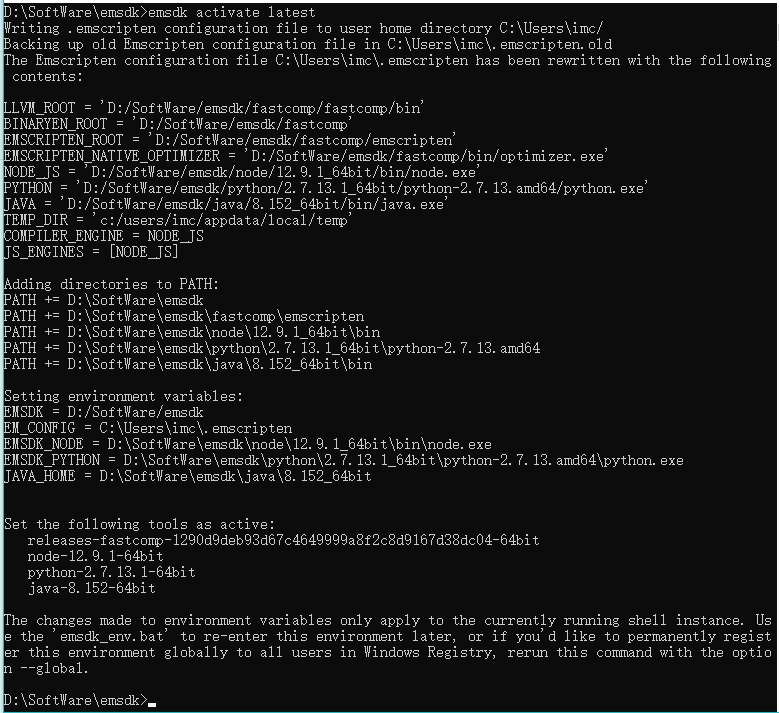 D:\SoftWare\emsdk>emsdk activate latest
Writing .emscripten configuration file to user home directory C:\Users\imc/
Backing up old Emscripten configuration file in C:\Users\imc\.emscripten.old
The Emscripten configuration file C:\Users\imc\.emscripten has been rewritten with the following
 contents:

LLVM_ROOT = 'D:/SoftWare/emsdk/fastcomp/fastcomp/bin'
BINARYEN_ROOT = 'D:/SoftWare/emsdk/fastcomp'
EMSCRIPTEN_ROOT = 'D:/SoftWare/emsdk/fastcomp/emscripten'
EMSCRIPTEN_NATIVE_OPTIMIZER = 'D:/SoftWare/emsdk/fastcomp/bin/optimizer.exe'
NODE_JS = 'D:/SoftWare/emsdk/node/12.9.1_64bit/bin/node.exe'
PYTHON = 'D:/SoftWare/emsdk/python/2.7.13.1_64bit/python-2.7.13.amd64/python.exe'
JAVA = 'D:/SoftWare/emsdk/java/8.152_64bit/bin/java.exe'
TEMP_DIR = 'c:/users/imc/appdata/local/temp'
COMPILER_ENGINE = NODE_JS
JS_ENGINES = [NODE_JS]

Adding directories to PATH:
PATH += D:\SoftWare\emsdk
PATH += D:\SoftWare\emsdk\fastcomp\emscripten
PATH += D:\SoftWare\emsdk\node\12.9.1_64bit\bin
PATH += D:\SoftWare\emsdk\python\2.7.13.1_64bit\python-2.7.13.amd64
PATH += D:\SoftWare\emsdk\java\8.152_64bit\bin

Setting environment variables:
EMSDK = D:/SoftWare/emsdk
EM_CONFIG = C:\Users\imc\.emscripten
EMSDK_NODE = D:\SoftWare\emsdk\node\12.9.1_64bit\bin\node.exe
EMSDK_PYTHON = D:\SoftWare\emsdk\python\2.7.13.1_64bit\python-2.7.13.amd64\python.exe
JAVA_HOME = D:\SoftWare\emsdk\java\8.152_64bit

Set the following tools as active:
   releases-fastcomp-1290d9deb93d67c4649999a8f2c8d9167d38dc04-64bit
   node-12.9.1-64bit
   python-2.7.13.1-64bit
   java-8.152-64bit

The changes made to environment variables only apply to the currently running shell instance. Us
e the 'emsdk_env.bat' to re-enter this environment later, or if you'd like to permanently regist
er this environment globally to all users in Windows Registry, rerun this command with the optio
n --global.

D:\SoftWare\emsdk>